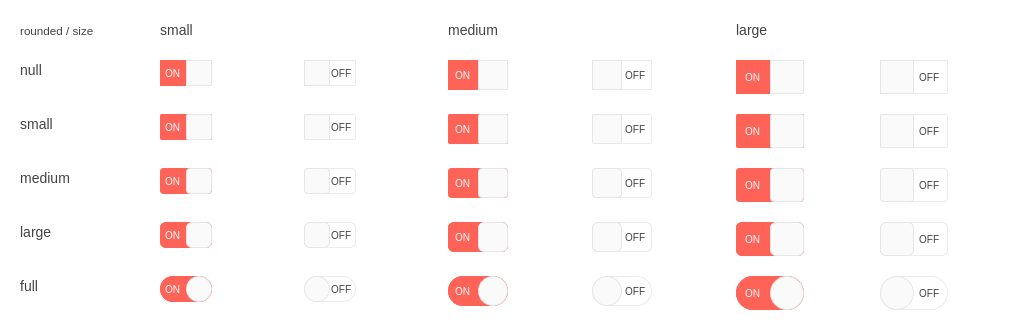 rounded / size small medium large
null ON OFF ON OFF ON OFF
small ON OFF ON OFF ON OFF
medium ON OFF ON OFF ON OFF
large ON OFF ON OFF ON OFF
full ON OFF ON OFF ON OFF